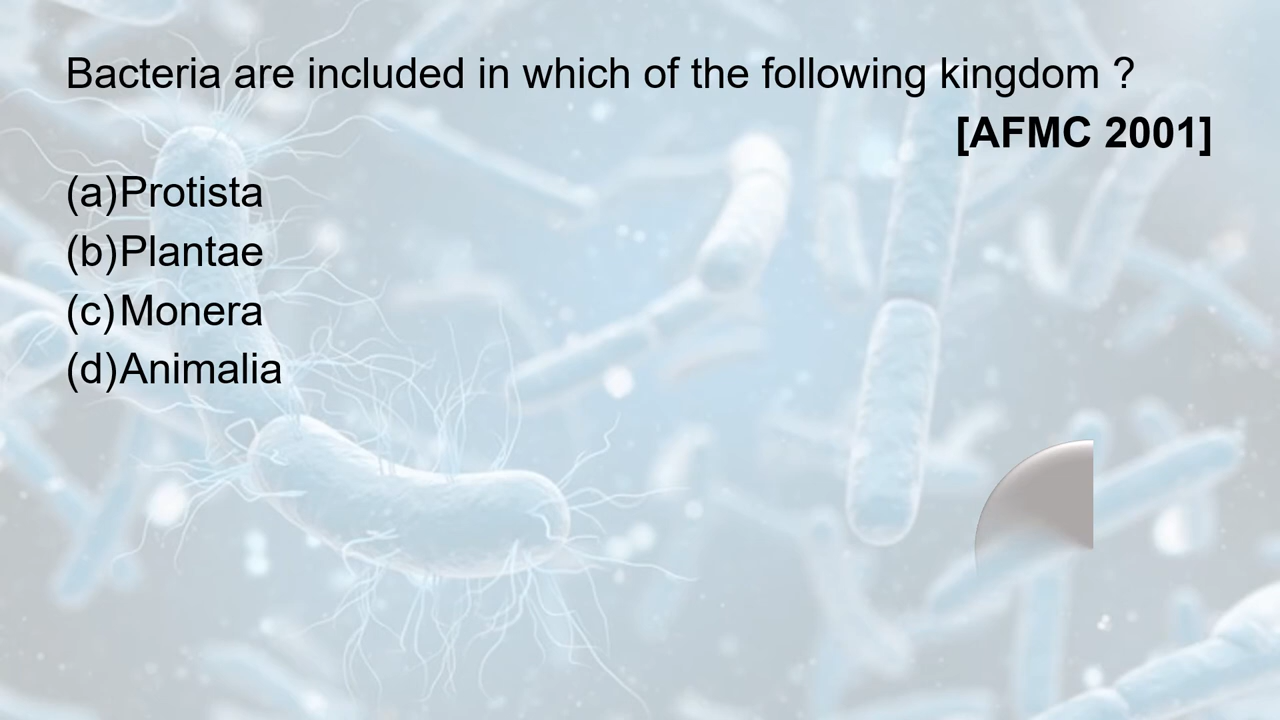 Bacteria are included in which of the following kingdom ?
[AFMC 2001]
(a)Protista
(b)Plantae
(c)Monera
(d)Animalia